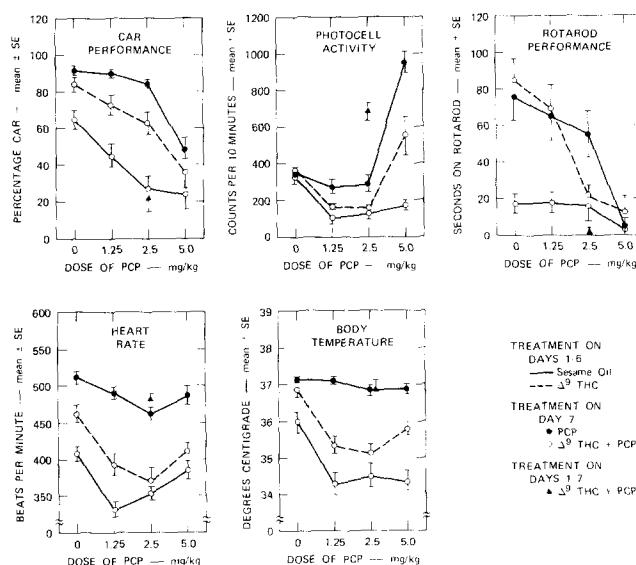 CAR
PERFORMANCE
PERCENTAGE CAR — mean ± SE
120
100
80
60
40
20
0
0 1.25 2.5 5.0
DOSE OF PCP — mg/kg
PHOTOCELL
ACTIVITY
COUNTS PER 10 MINUTES — mean ± SE
1200
1000
800
600
400
200
0
0 1.25 2.5 5.0
DOSE OF PCP — mg/kg
ROTAROD
PERFORMANCE
SECONDS ON ROTAROD — mean ± SE
120
100
80
60
40
20
0
0 1.25 2.5 5.0
DOSE OF PCP — mg/kg
HEART
RATE
BEATS PER MINUTE — mean ± SE
600
550
500
450
400
350
0
0 1.25 2.5 5.0
DOSE OF PCP — mg/kg
BODY
TEMPERATURE
DEGREES CENTIGRADE — mean ± SE
39
38
37
36
35
34
0
0 1.25 2.5 5.0
DOSE OF PCP — mg/kg
TREATMENT ON
DAYS 1-6
Sesame Oil
Δ⁹ THC
TREATMENT ON
DAY 7
PCP
Δ⁹ THC + PCP
TREATMENT ON
DAYS 1-7
Δ⁹ THC + PCP